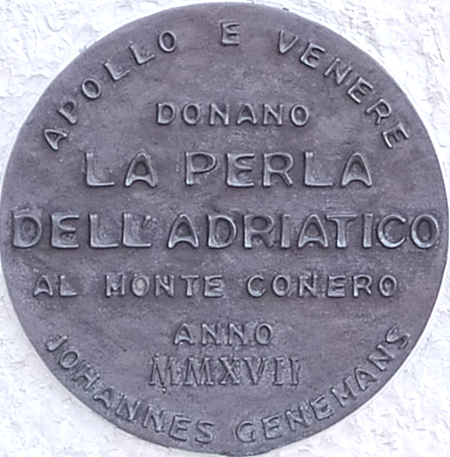 APOLLO E VENERE
DONANO
LA PERLA
DELL'ADRIATICO
AL MONTE CONERO
ANNO
MMXVII
JOHANNES GENEMANS